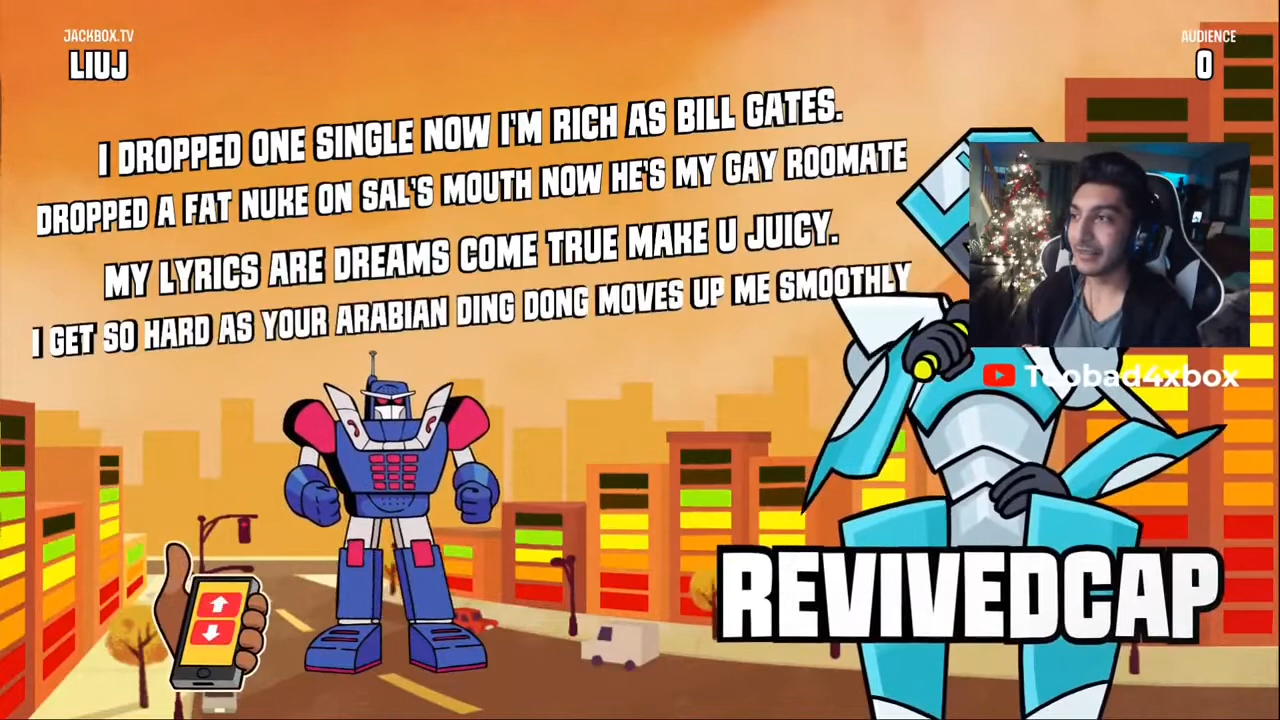 JACKBOX.TV
LIUJ
AUDIENCE
0
I DROPPED ONE SINGLE NOW I'M RICH AS BILL GATES.
DROPPED A FAT NUKE ON SAL'S MOUTH NOW HE'S MY GAY ROOMATE
MY LYRICS ARE DREAMS COME TRUE MAKE U JUICY.
I GET SO HARD AS YOUR ARABIAN DING DONG MOVES UP ME SMOOTHLY
Toobad4xbox
REVIVEDCAP